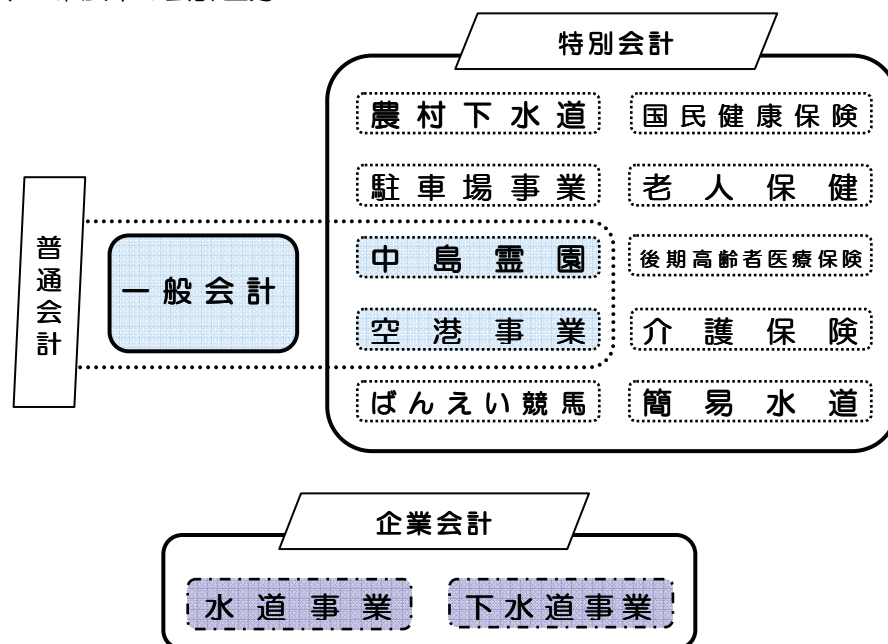 特別会計
農村下水道
国民健康保険
駐車場事業
老人保健
普通会計
一般会計
中島霊園
後期高齢者医療保険
空港事業
介護保険
ばんえい競馬
簡易水道
企業会計
水道事業
下水道事業